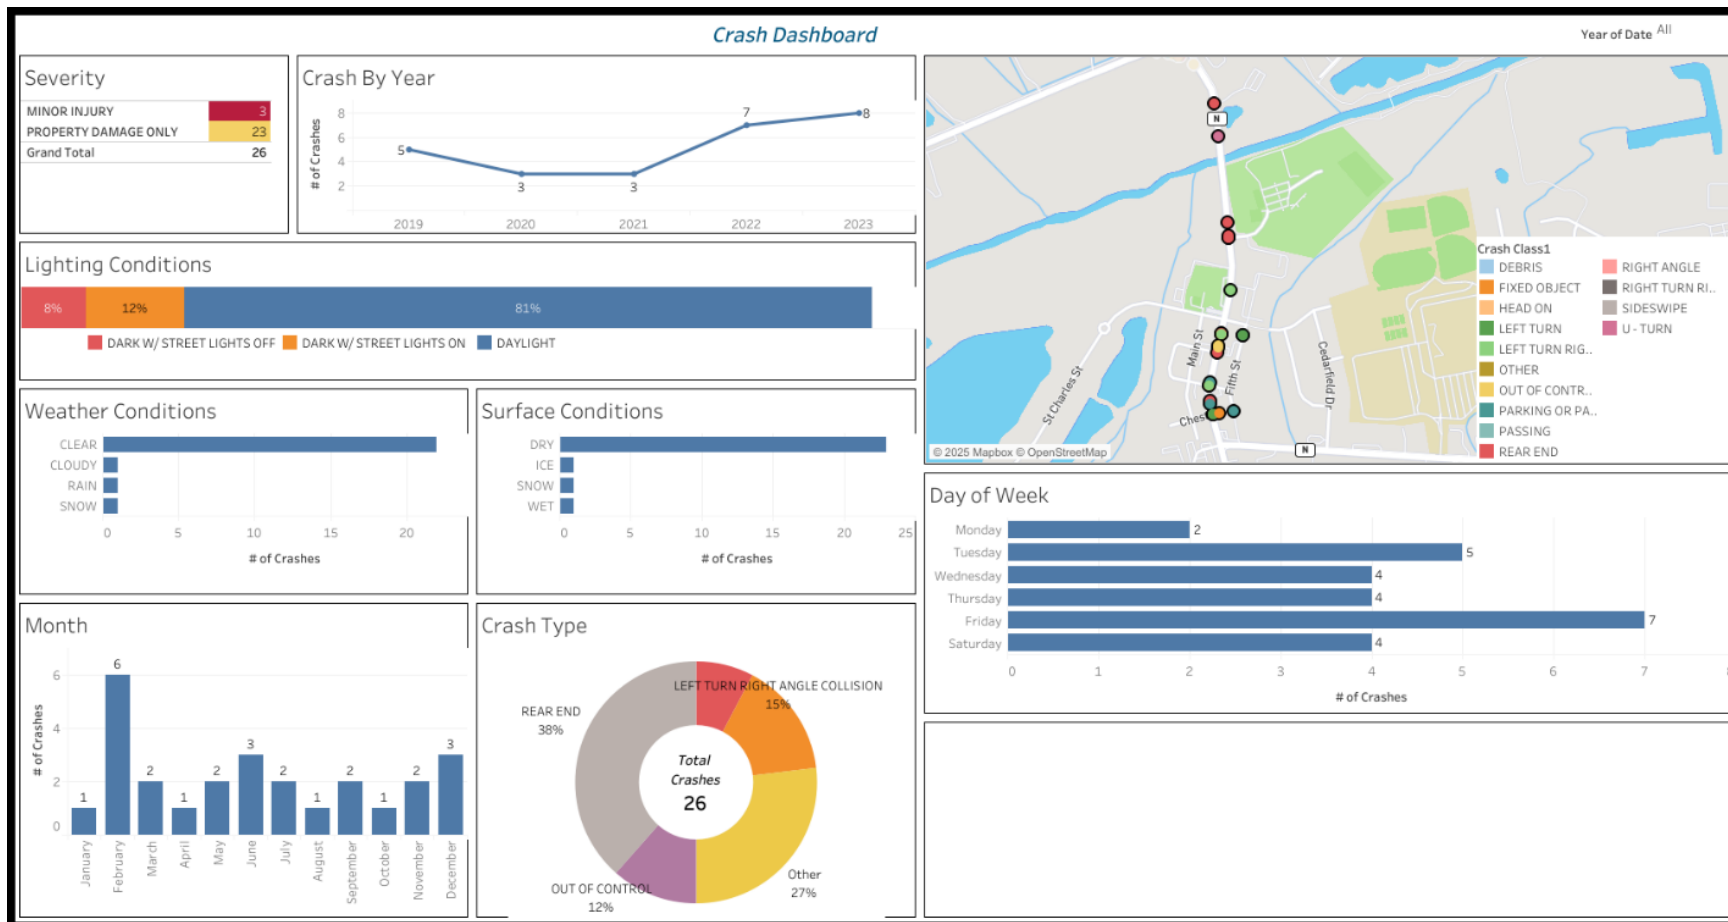 Crash Dashboard
Year of Date All
Severity
MINOR INJURY 3
PROPERTY DAMAGE ONLY 23
Grand Total 26
Crash By Year
# of Crashes
8
6
4
2
5
3
3
7
8
2019 2020 2021 2022 2023
Lighting Conditions
8% 12% 81%
DARK W/ STREET LIGHTS OFF DARK W/ STREET LIGHTS ON DAYLIGHT
Weather Conditions
CLEAR
CLOUDY
RAIN
SNOW
0 5 10 15 20
# of Crashes
Surface Conditions
DRY
ICE
SNOW
WET
0 5 10 15 20 25
# of Crashes
Month
# of Crashes
6
4
2
0
1 6 2 1 2 3 2 1 2 1 2 3
January February March April May June July August September October November December
Crash Type
LEFT TURN RIGHT ANGLE COLLISION
15%
REAR END
38%
Total
Crashes
26
Other
27%
OUT OF CONTROL
12%
N
Main St
Fifth St
St Charles St
Cedarfield Dr
Ches
N
© 2025 Mapbox © OpenStreetMap
Crash Class1
DEBRIS
FIXED OBJECT
HEAD ON
LEFT TURN
LEFT TURN RIG..
OTHER
OUT OF CONTR..
PARKING OR PA..
PASSING
REAR END
RIGHT ANGLE
RIGHT TURN RI..
SIDESWIPE
U - TURN
Day of Week
Monday 2
Tuesday 5
Wednesday 4
Thursday 4
Friday 7
Saturday 4
0 1 2 3 4 5 6 7
# of Crashes